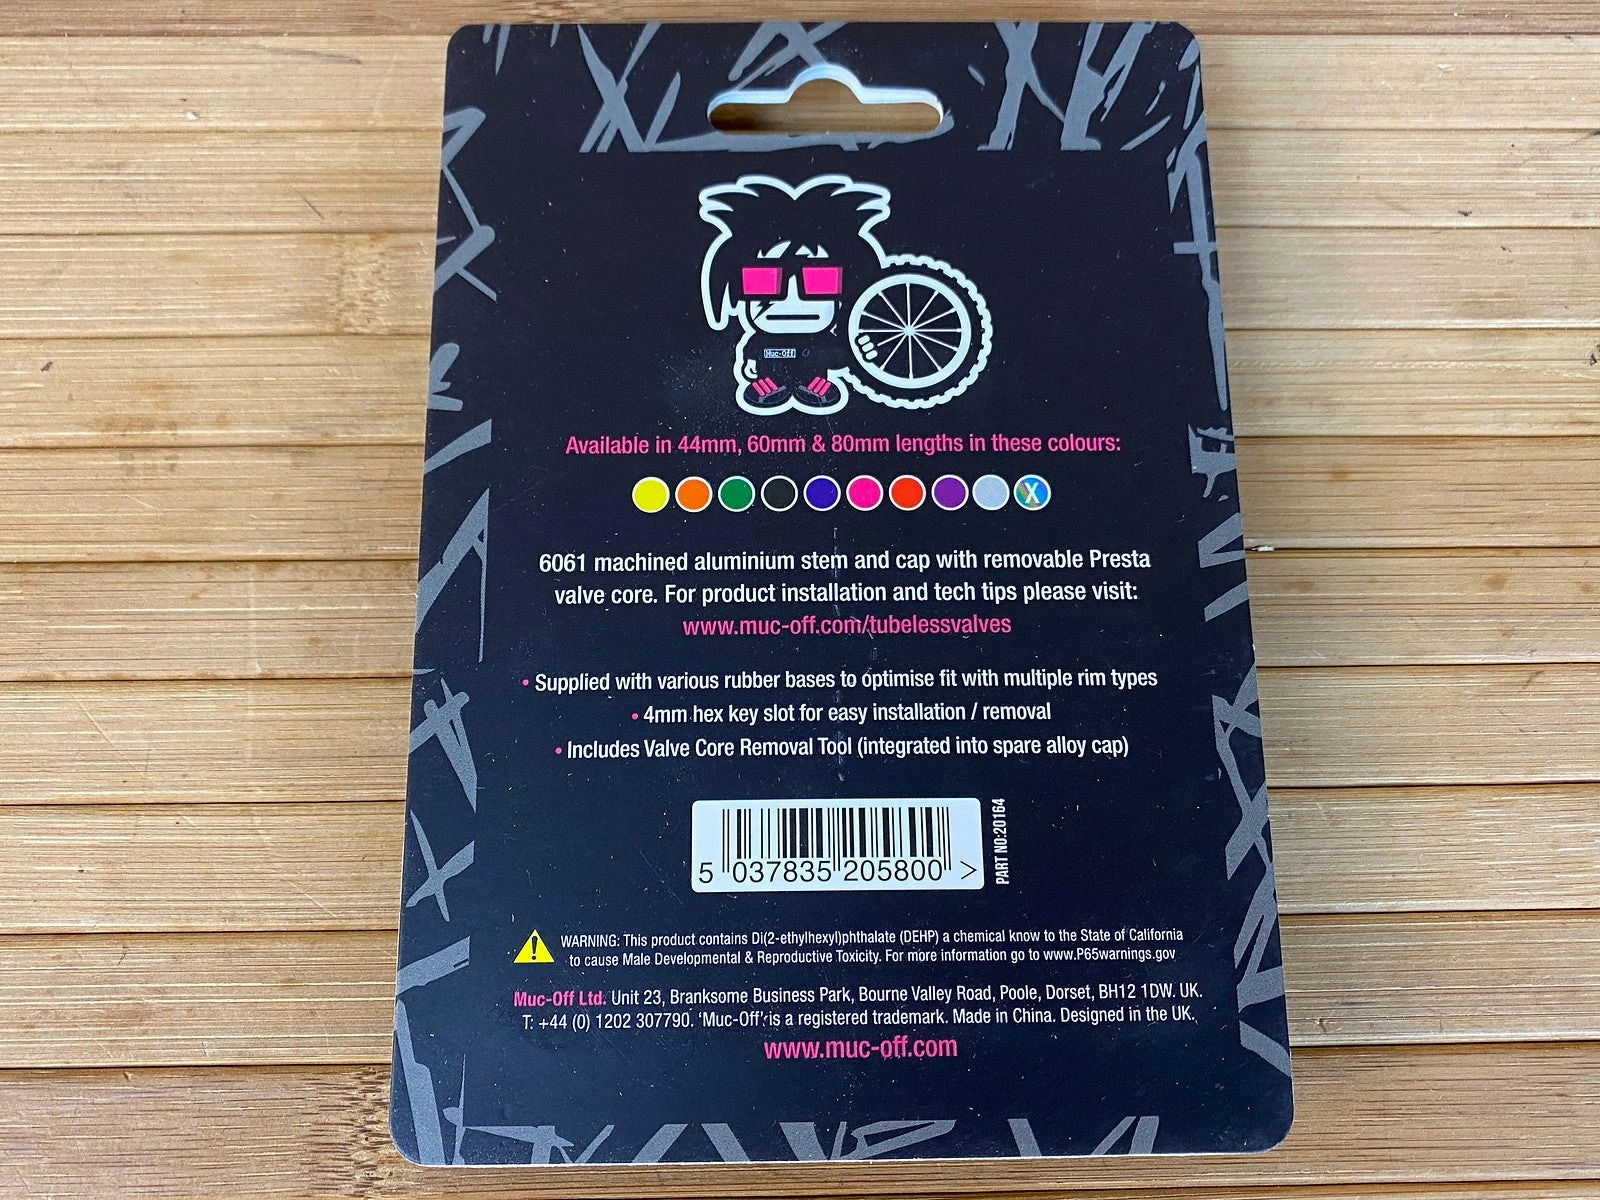 Muc-Off
Available in 44mm, 60mm & 80mm lengths in these colours:
X
6061 machined aluminium stem and cap with removable Presta
valve core. For product installation and tech tips please visit:
www.muc-off.com/tubelessvalves
• Supplied with various rubber bases to optimise fit with multiple rim types
• 4mm hex key slot for easy installation / removal
• Includes Valve Core Removal Tool (integrated into spare alloy cap)
5 037835 205800 >
PART NO:20164
WARNING: This product contains Di(2-ethylhexyl)phthalate (DEHP) a chemical know to the State of California
to cause Male Developmental & Reproductive Toxicity. For more information go to www.P65warnings.gov
Muc-Off Ltd. Unit 23, Branksome Business Park, Bourne Valley Road, Poole, Dorset, BH12 1DW. UK.
T: +44 (0) 1202 307790. 'Muc-Off' is a registered trademark. Made in China. Designed in the UK.
www.muc-off.com